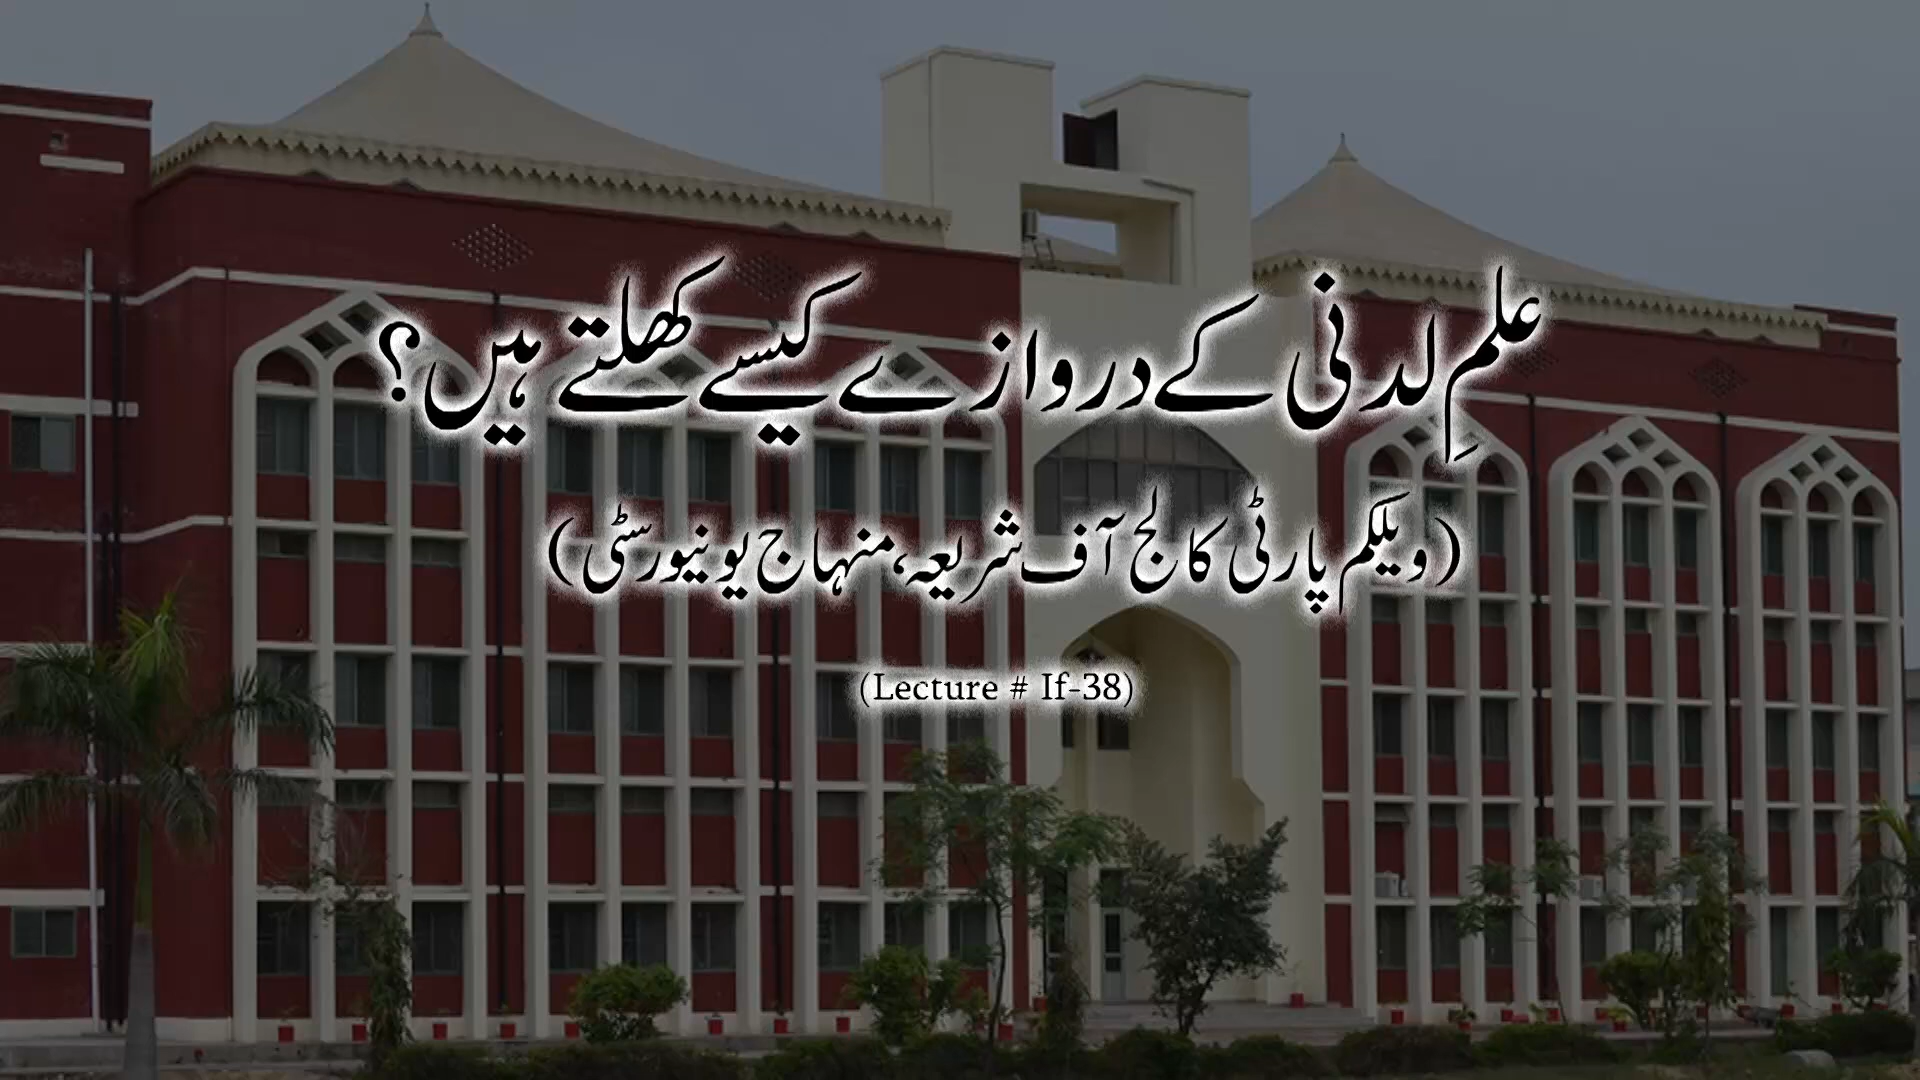 علمِ لدنی کے دروازے کیسے کھلتے ہیں؟
(ویلکم پارٹی کالج آف شریعہ، منہاج یونیورسٹی)
(Lecture # If-38)